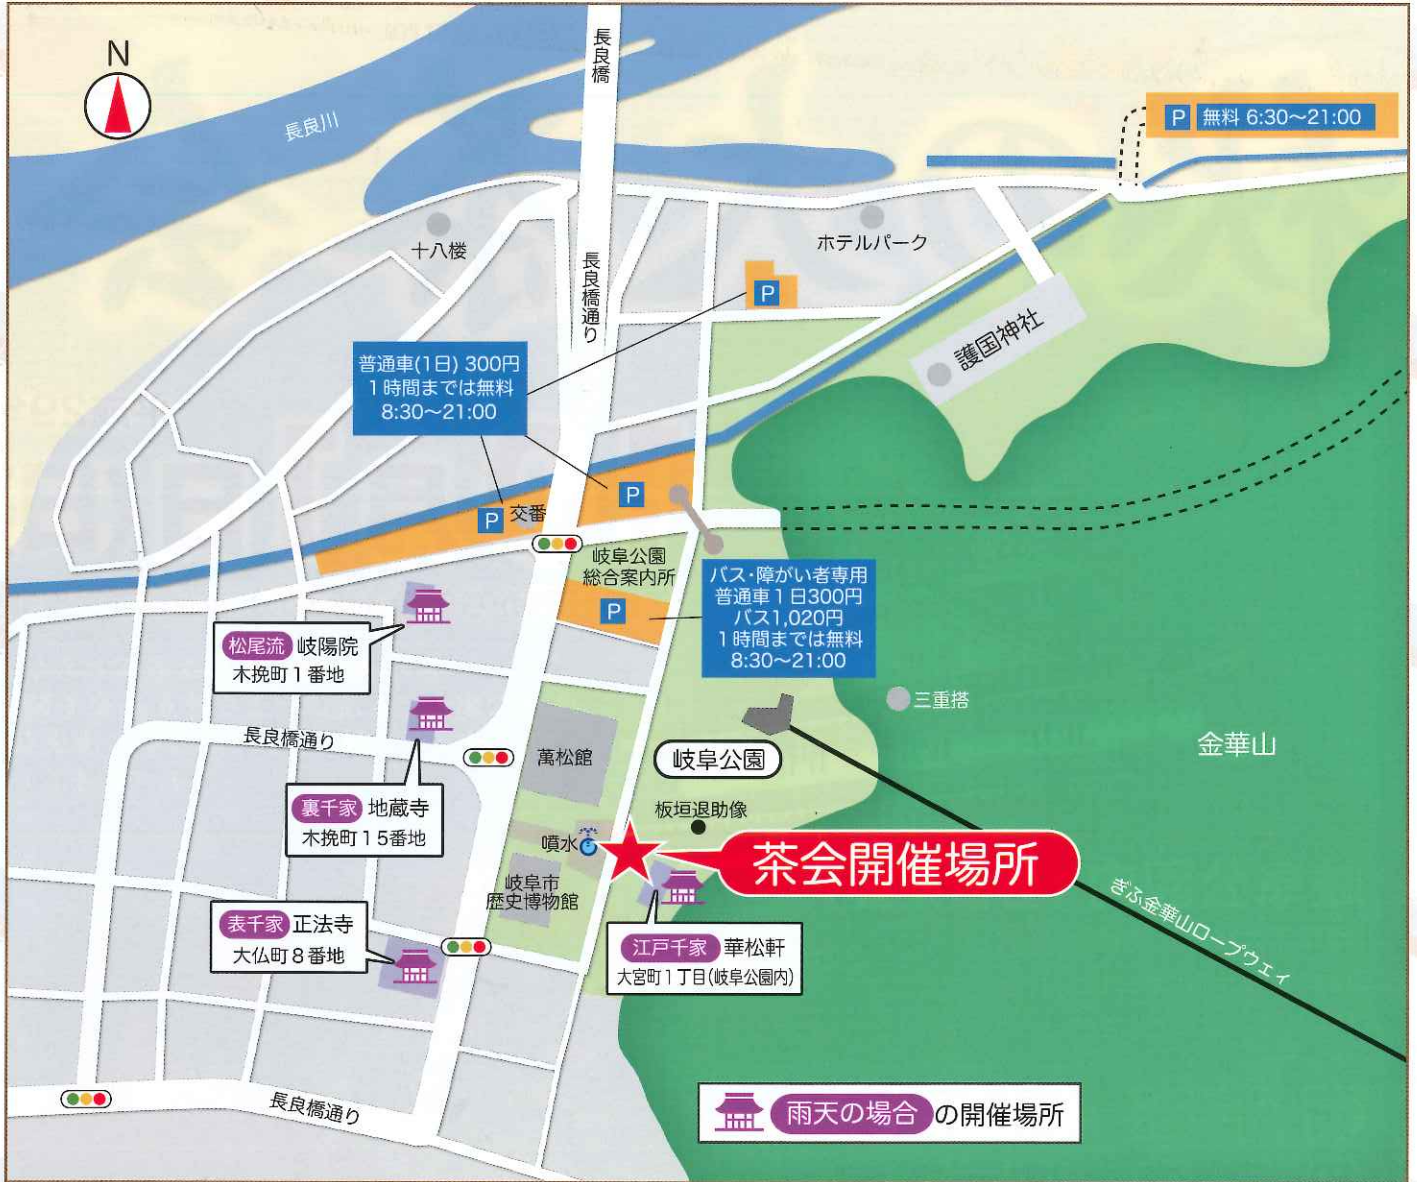 N
長良橋
長良川
P 無料 6:30〜21:00
十八楼
ホテルパーク
長良橋通り
P
護国神社
普通車(1日) 300円
1時間までは無料
8:30〜21:00
P
P 交番
岐阜公園
総合案内所
P
バス・障がい者専用
普通車1日300円
バス1,020円
1時間までは無料
8:30〜21:00
松尾流 岐陽院
木挽町1番地
三重塔
長良橋通り
萬松館
岐阜公園
金華山
裏千家 地蔵寺
木挽町15番地
板垣退助像
噴水
茶会開催場所
岐阜市
歴史博物館
ぎふ金華山ロープウェイ
表千家 正法寺
大仏町8番地
江戸千家 華松軒
大宮町1丁目(岐阜公園内)
長良橋通り
雨天の場合 の開催場所